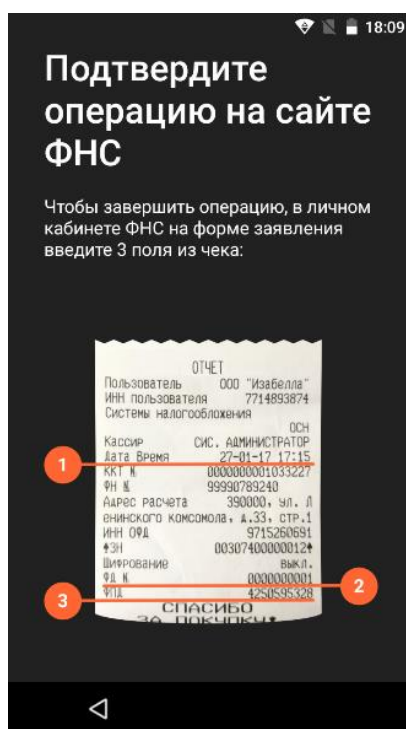 18:09
Подтвердите
операцию на сайте
ФНС
Чтобы завершить операцию, в личном
кабинете ФНС на форме заявления
введите 3 поля из чека:
ОТЧЕТ
Пользователь ООО "Изабелла"
ИНН пользователя 7714893874
Системы налогообложения
ОСН
Кассир СИС. АДМИНИСТРАТОР
1 Дата Время 27-01-17 17:15
ККТ № 0000000001033227
ФН № 99990789240
Адрес расчета 390000, ул. Л
енинского комсомола, д.33, стр.1
ИНН ОФД 9715260691
*ЗН 00307400000012*
Шифрование выкл.
ФД № 0000000001 2
3 ФПД 4250595328
СПАСИБО
ЗА ПОКУПКУ!